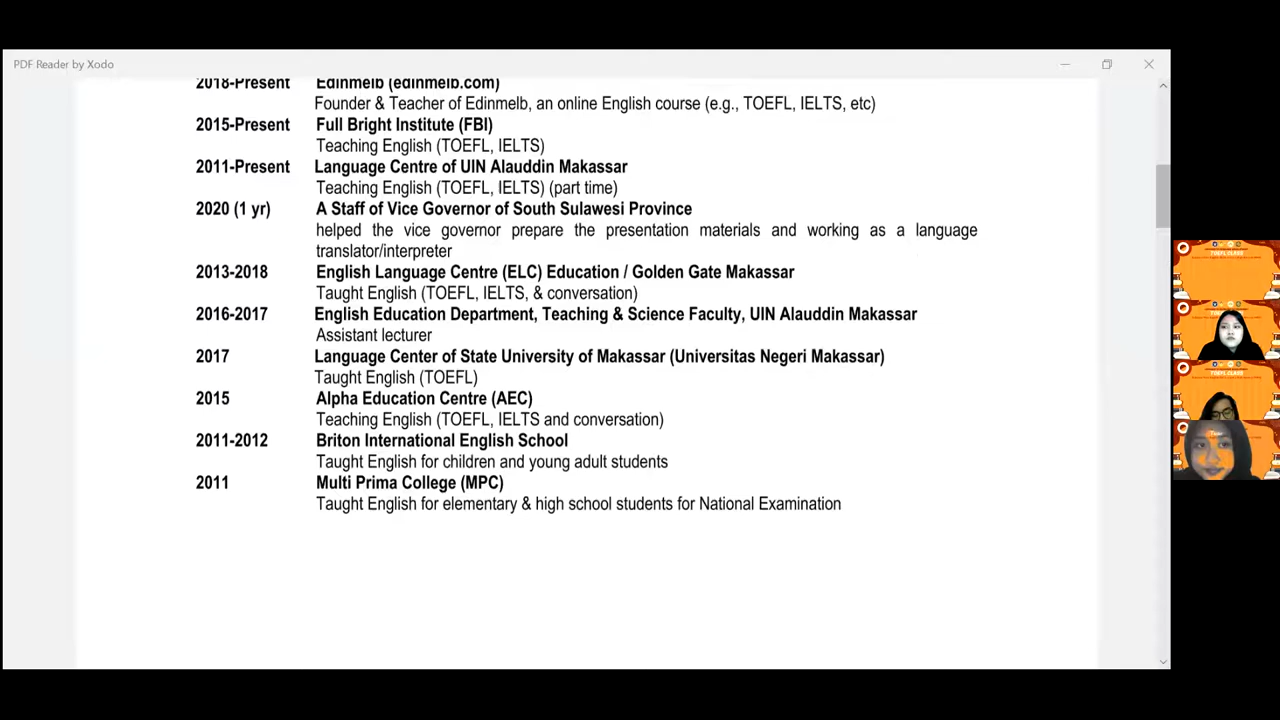 PDF Reader by Xodo
2018-Present Edinmelb (edinmelb.com)
Founder & Teacher of Edinmelb, an online English course (e.g., TOEFL, IELTS, etc)
2015-Present Full Bright Institute (FBI)
Teaching English (TOEFL, IELTS)
2011-Present Language Centre of UIN Alauddin Makassar
Teaching English (TOEFL, IELTS) (part time)
2020 (1 yr) A Staff of Vice Governor of South Sulawesi Province
helped the vice governor prepare the presentation materials and working as a language
translator/interpreter
2013-2018 English Language Centre (ELC) Education / Golden Gate Makassar
Taught English (TOEFL, IELTS, & conversation)
2016-2017 English Education Department, Teaching & Science Faculty, UIN Alauddin Makassar
Assistant lecturer
2017 Language Center of State University of Makassar (Universitas Negeri Makassar)
Taught English (TOEFL)
2015 Alpha Education Centre (AEC)
Teaching English (TOEFL, IELTS and conversation)
2011-2012 Briton International English School
Taught English for children and young adult students
2011 Multi Prima College (MPC)
Taught English for elementary & high school students for National Examination
TOEFL CLASS
TOEFL CLASS